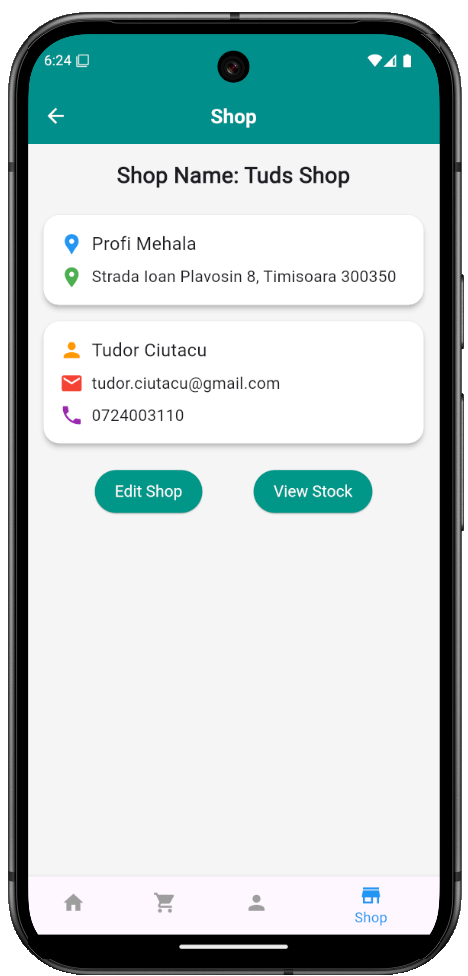 6:24
Shop
Shop Name: Tuds Shop
Profi Mehala
Strada Ioan Plavosin 8, Timisoara 300350
Tudor Ciutacu
tudor.ciutacu@gmail.com
0724003110
Edit Shop
View Stock
Shop